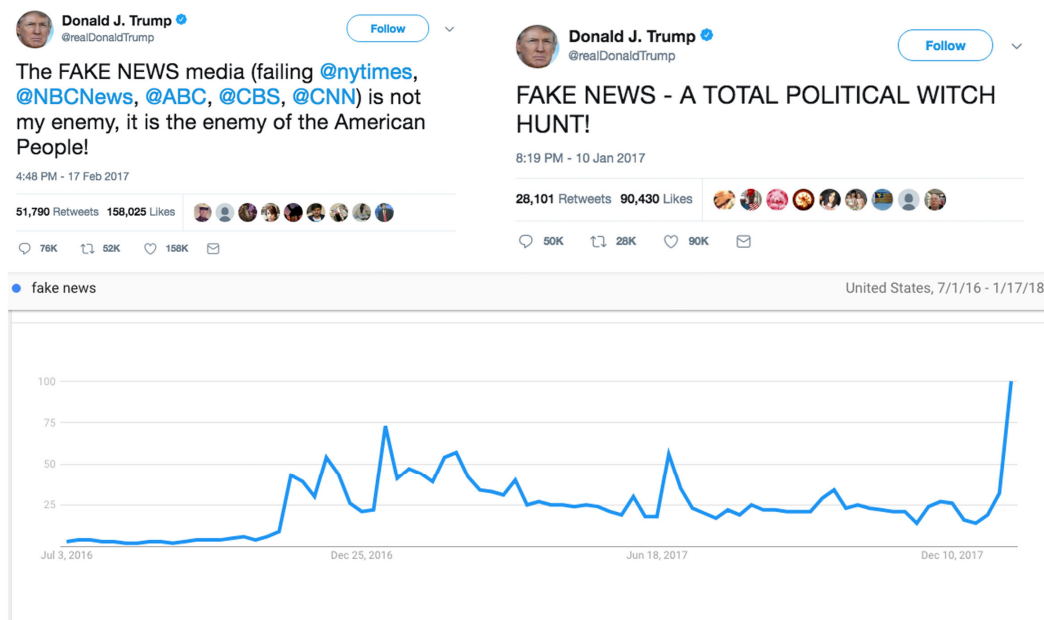 Donald J. Trump
@realDonaldTrump
Follow
The FAKE NEWS media (failing @nytimes,
@NBCNews, @ABC, @CBS, @CNN) is not
my enemy, it is the enemy of the American
People!
4:48 PM - 17 Feb 2017
51,790 Retweets 158,025 Likes
76K 52K 158K
Donald J. Trump
@realDonaldTrump
Follow
FAKE NEWS - A TOTAL POLITICAL WITCH
HUNT!
8:19 PM - 10 Jan 2017
28,101 Retweets 90,430 Likes
50K 28K 90K
fake news
United States, 7/1/16 - 1/17/18
100
75
50
25
Jul 3, 2016 Dec 25, 2016 Jun 18, 2017 Dec 10, 2017